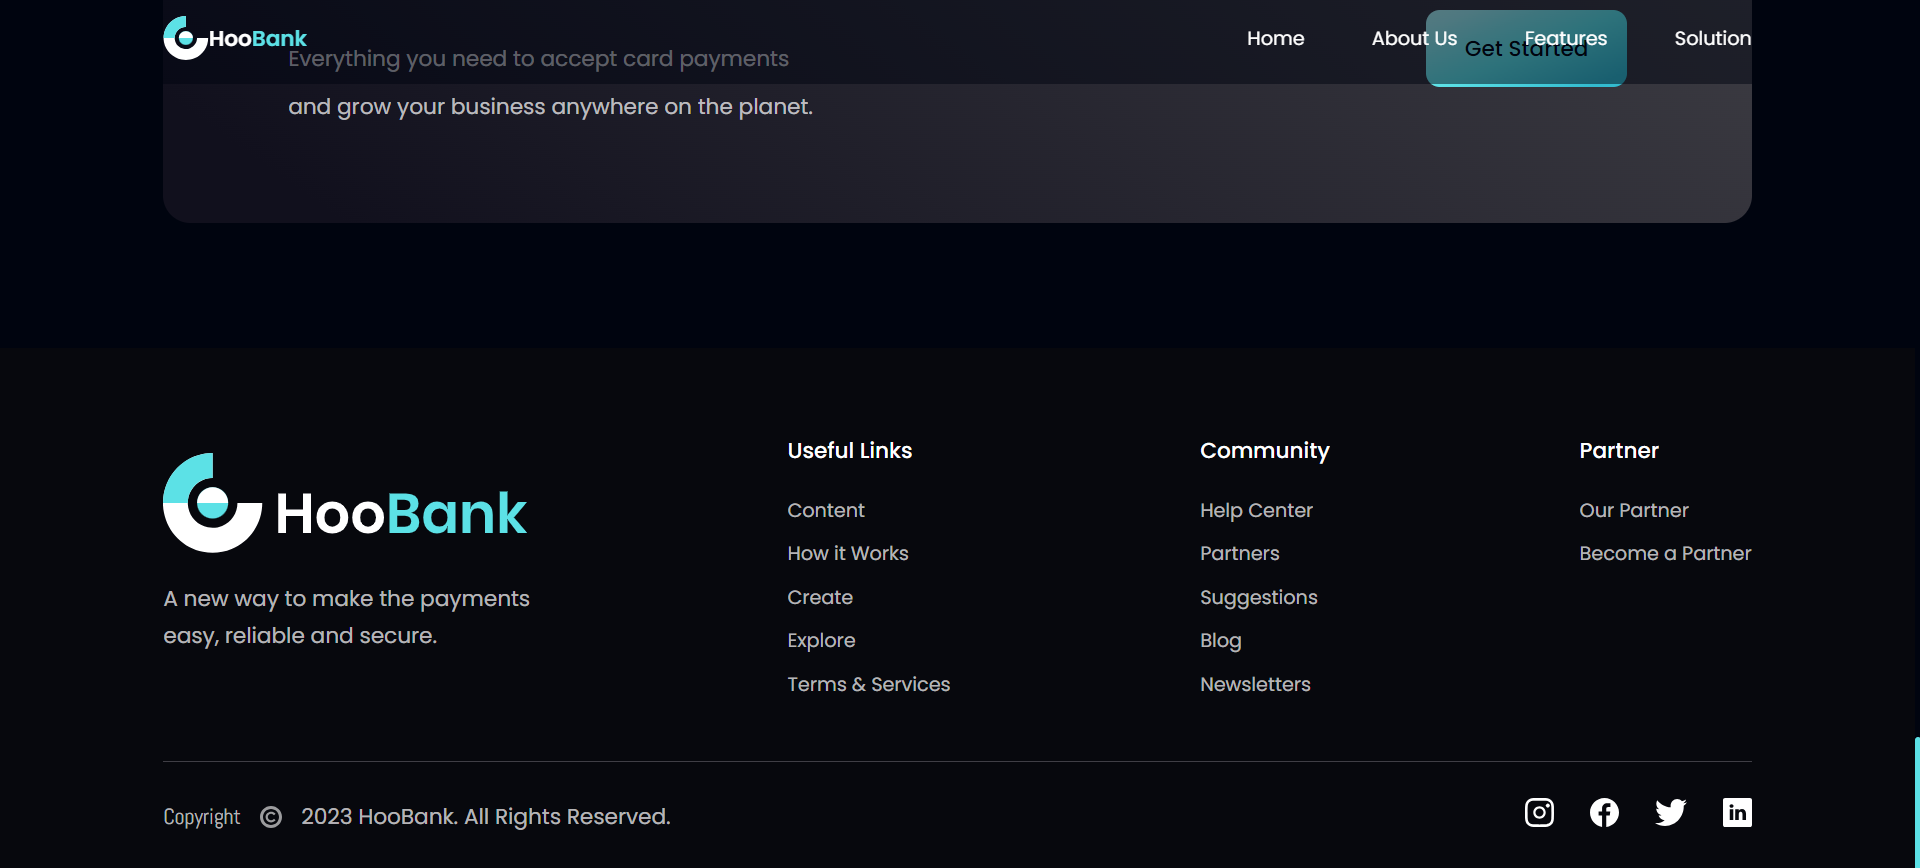 HooBank
Home About Us Features Solution
Get Started
Everything you need to accept card payments
and grow your business anywhere on the planet.
HooBank
A new way to make the payments
easy, reliable and secure.
Useful Links
Content
How it Works
Create
Explore
Terms & Services
Community
Help Center
Partners
Suggestions
Blog
Newsletters
Partner
Our Partner
Become a Partner
Copyright © 2023 HooBank. All Rights Reserved.